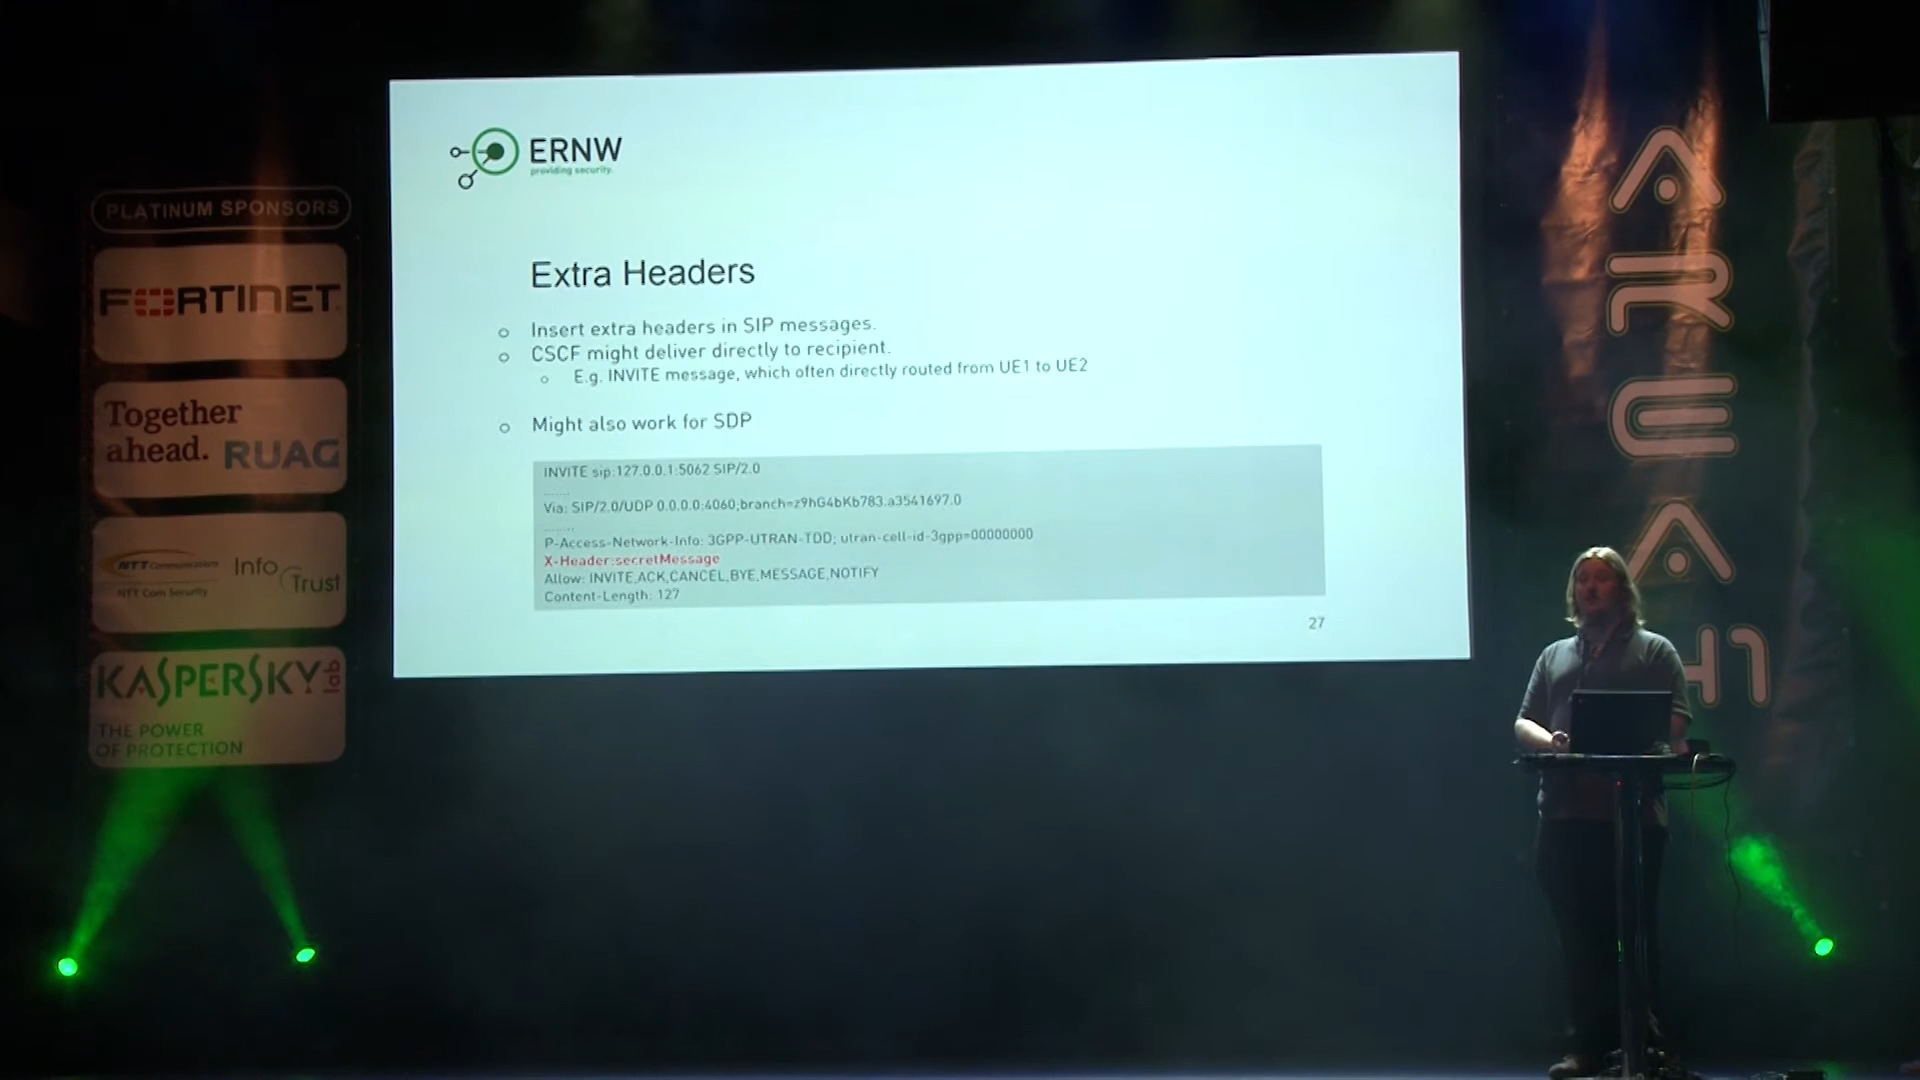 PLATINUM SPONSORS
FORTINET
Together
ahead. RUAG
NTT Communications
NTT Com Security
Info
Trust
KASPERSKY lab
THE POWER
OF PROTECTION
ERNW
providing security.
Extra Headers
Insert extra headers in SIP messages.
CSCF might deliver directly to recipient.
E.g. INVITE message, which often directly routed from UE1 to UE2
Might also work for SDP
INVITE sip:127.0.0.1:5062 SIP/2.0
.......
Via: SIP/2.0/UDP 0.0.0.0:4060;branch=z9hG4bKb783.a3541697.0
........
P-Access-Network-Info: 3GPP-UTRAN-TDD; utran-cell-id-3gpp=00000000
X-Header:secretMessage
Allow: INVITE,ACK,CANCEL,BYE,MESSAGE,NOTIFY
Content-Length: 127
27
AREA41